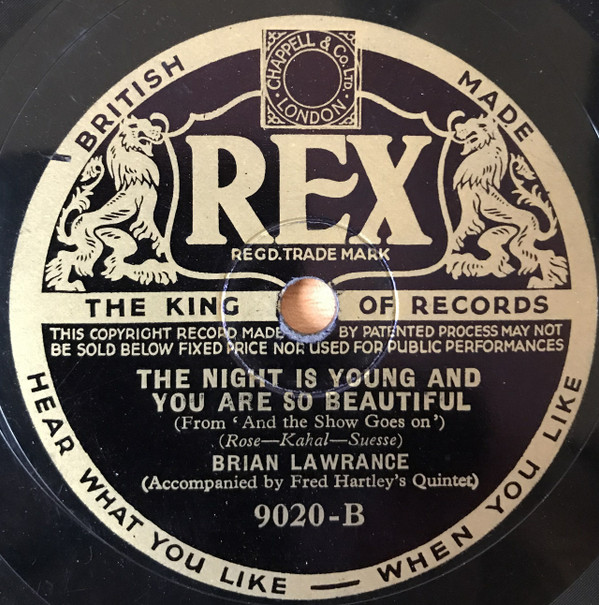 CHAPPELL & Co. LTD.
LONDON
BRITISH MADE
REX
REGD. TRADE MARK
THE KING OF RECORDS
THIS COPYRIGHT RECORD MADE BY PATENTED PROCESS MAY NOT
BE SOLD BELOW FIXED PRICE NOR USED FOR PUBLIC PERFORMANCES
THE NIGHT IS YOUNG AND
YOU ARE SO BEAUTIFUL
(From ‘And the Show Goes on’)
(Rose—Kahal—Suesse)
BRIAN LAWRANCE
(Accompanied by Fred Hartley's Quintet)
9020-B
HEAR WHAT YOU LIKE — WHEN YOU LIKE